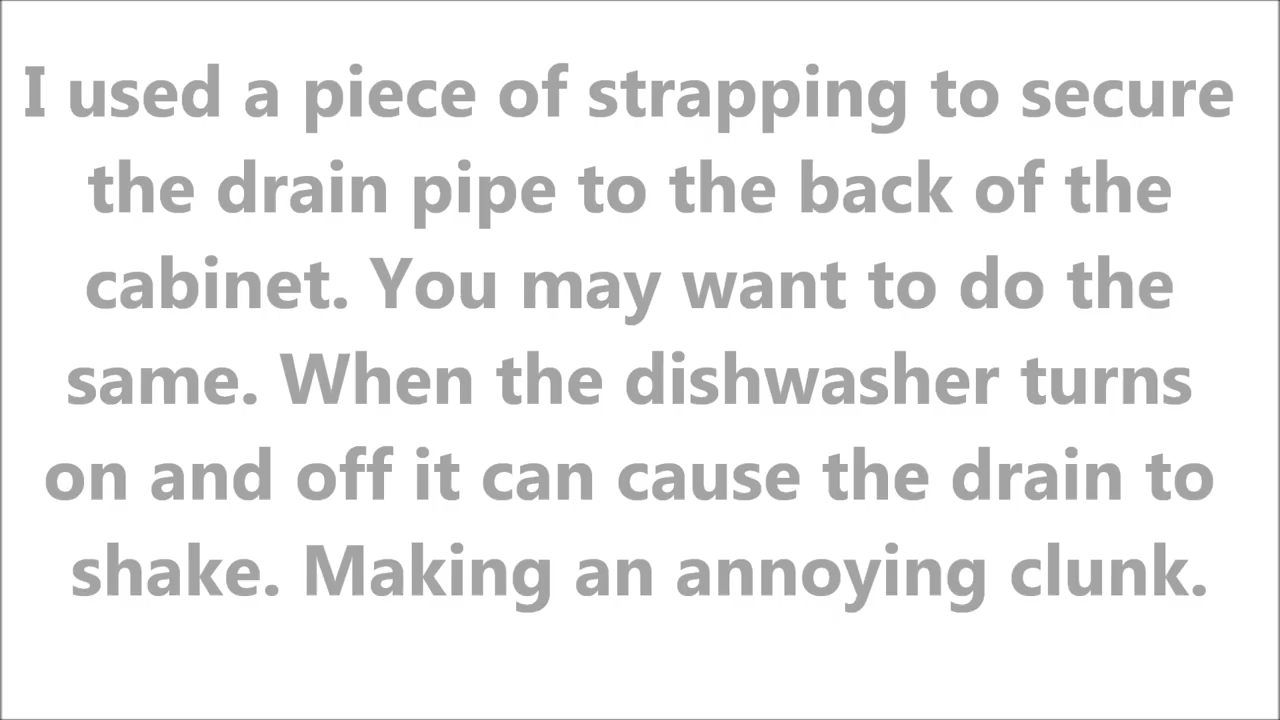 I used a piece of strapping to secure
the drain pipe to the back of the
cabinet. You may want to do the
same. When the dishwasher turns
on and off it can cause the drain to
shake. Making an annoying clunk.